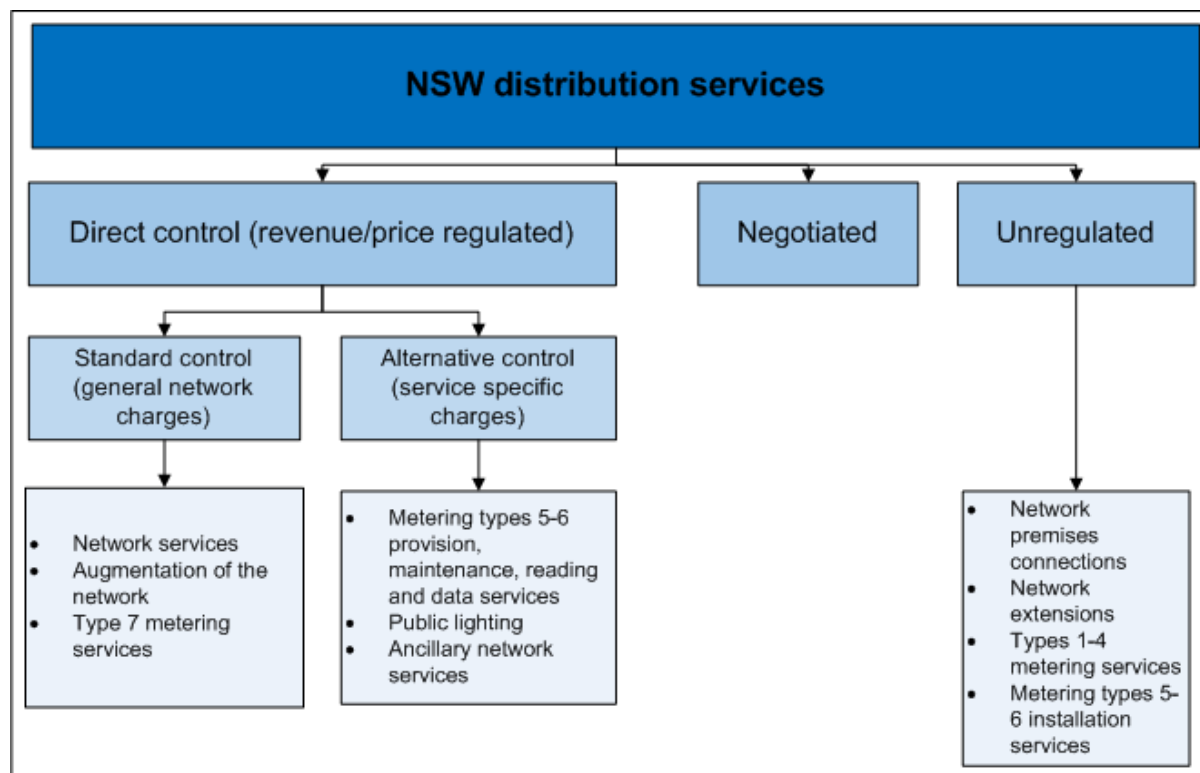 NSW distribution services
Direct control (revenue/price regulated)
Negotiated
Unregulated
Standard control
(general network
charges)
Alternative control
(service specific
charges)
• Network services
• Augmentation of the
network
• Type 7 metering
services
• Metering types 5-6
provision,
maintenance, reading
and data services
• Public lighting
• Ancillary network
services
• Network
premises
connections
• Network
extensions
• Types 1-4
metering services
• Metering types 5-
6 installation
services